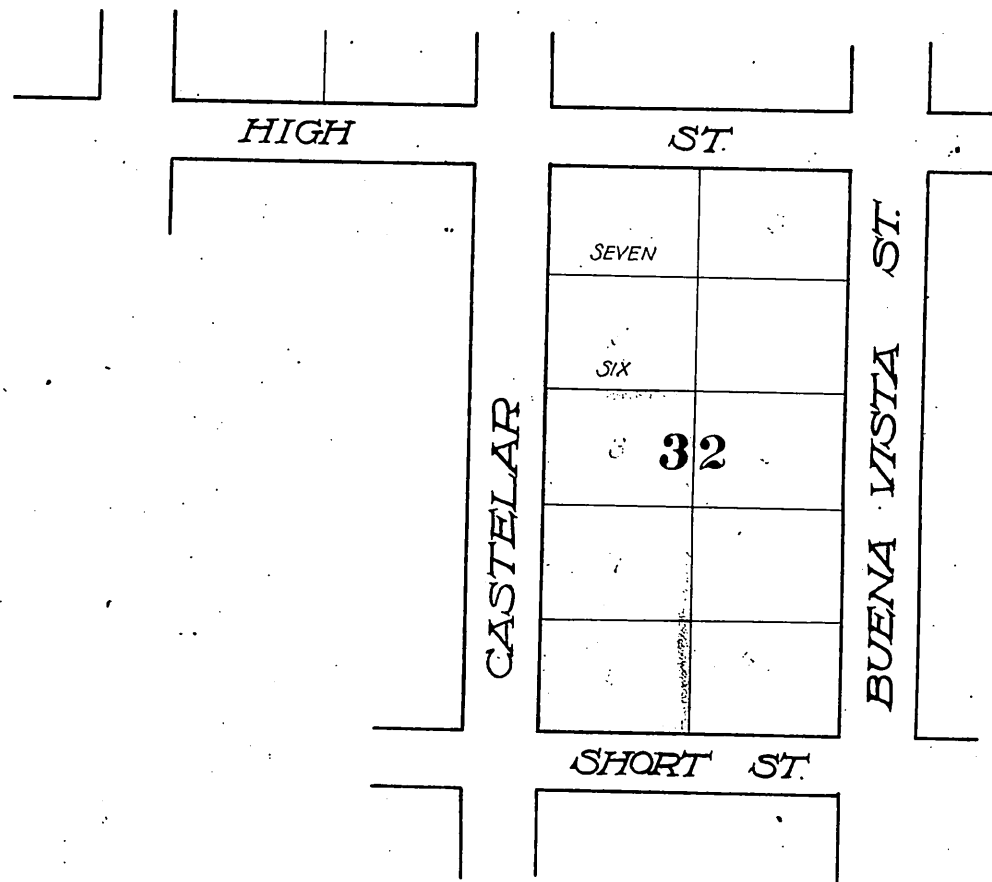 HIGH ST.
SEVEN
SIX
32
CASTELAR
BUENA VISTA ST.
SHORT ST.